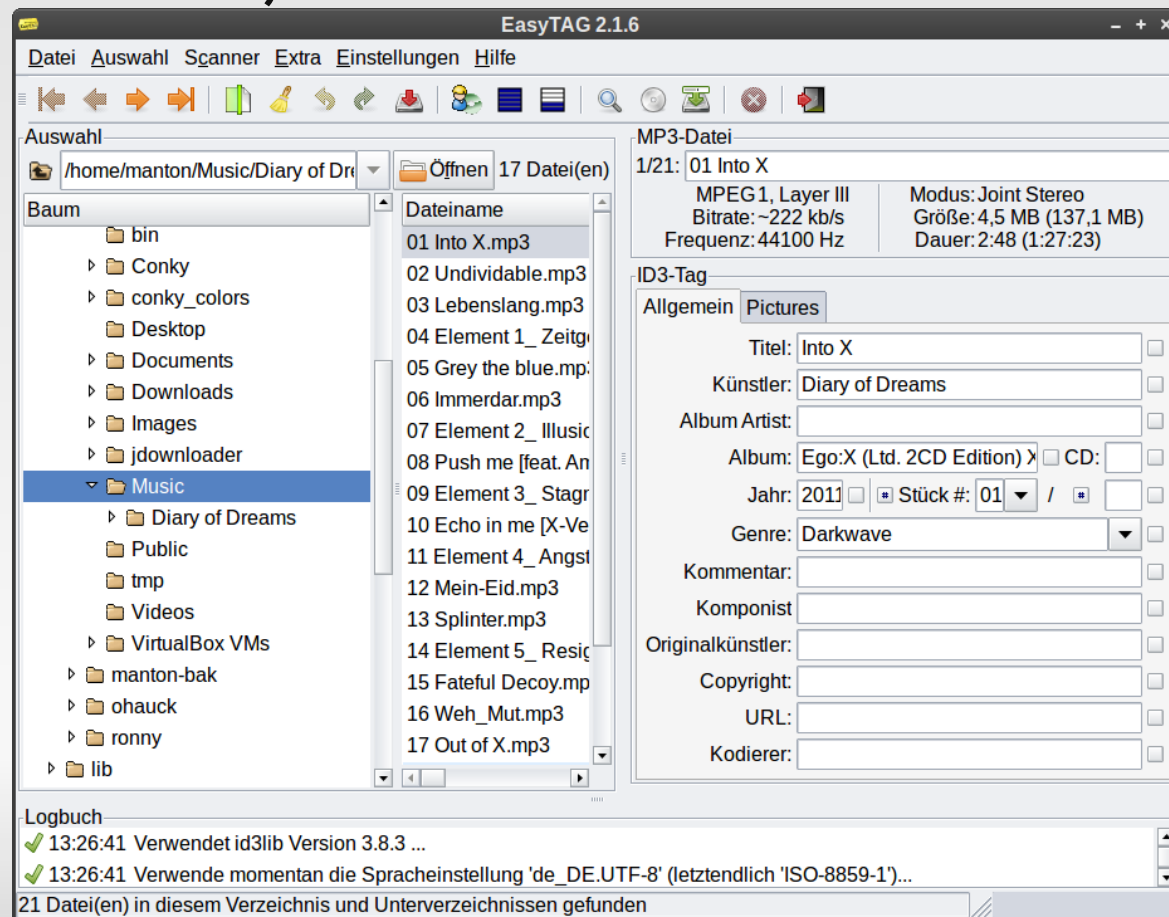 EasyTAG 2.1.6
Datei Auswahl Scanner Extra Einstellungen Hilfe
Auswahl
/home/manton/Music/Diary of Dre
Öffnen
17 Datei(en)
Baum
bin
Conky
conky_colors
Desktop
Documents
Downloads
Images
jdownloader
Music
Diary of Dreams
Public
tmp
Videos
VirtualBox VMs
manton-bak
ohauck
ronny
lib
Dateiname
01 Into X.mp3
02 Undividable.mp3
03 Lebenslang.mp3
04 Element 1_ Zeitg
05 Grey the blue.mp
06 Immerdar.mp3
07 Element 2_ Illusio
08 Push me [feat. Am
09 Element 3_ Stagn
10 Echo in me [X-Ve
11 Element 4_ Angst
12 Mein-Eid.mp3
13 Splinter.mp3
14 Element 5_ Resig
15 Fateful Decoy.mp
16 Weh_Mut.mp3
17 Out of X.mp3
MP3-Datei
1/21: 01 Into X
MPEG1, Layer III
Bitrate: ~222 kb/s
Frequenz: 44100 Hz
Modus: Joint Stereo
Größe: 4,5 MB (137,1 MB)
Dauer: 2:48 (1:27:23)
ID3-Tag
Allgemein Pictures
Titel: Into X
Künstler: Diary of Dreams
Album Artist:
Album: Ego:X (Ltd. 2CD Edition) X CD:
Jahr: 2011 Stück #: 01 /
Genre: Darkwave
Kommentar:
Komponist
Originalkünstler:
Copyright:
URL:
Kodierer:
Logbuch
13:26:41 Verwendet id3lib Version 3.8.3 ...
13:26:41 Verwende momentan die Spracheinstellung 'de_DE.UTF-8' (letztendlich 'ISO-8859-1')...
21 Datei(en) in diesem Verzeichnis und Unterverzeichnissen gefunden